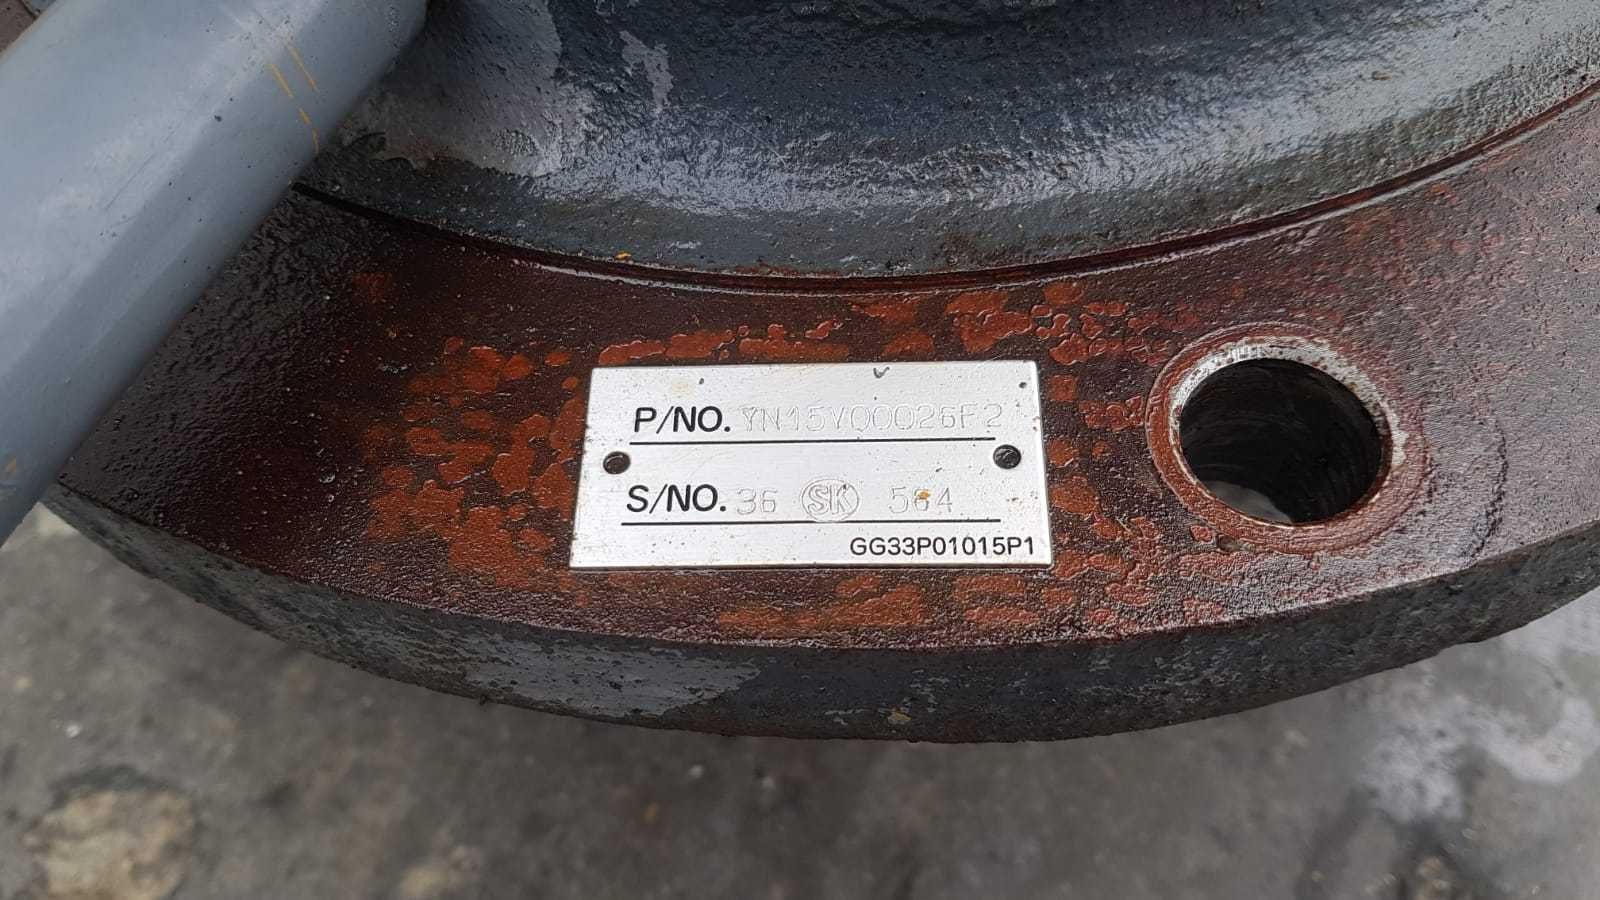 P/NO. YN15V00026F2
S/NO. 36 SK 564
GG33P01015P1